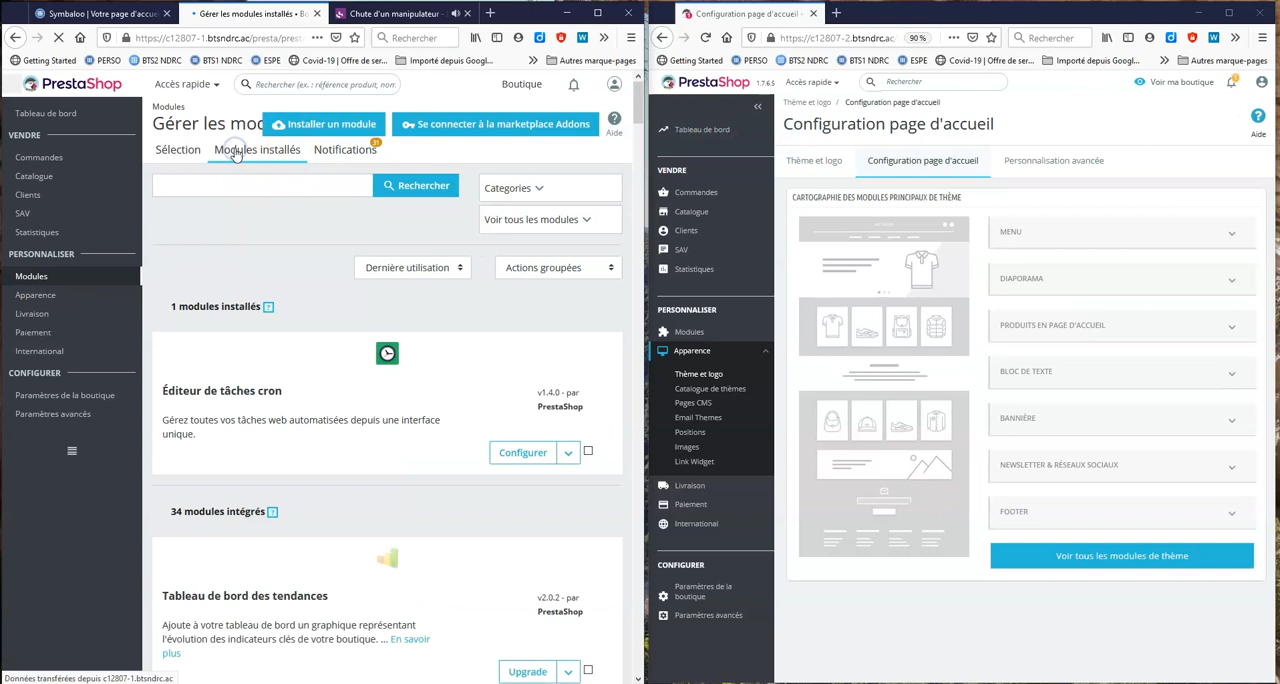 Symbaloo | Votre page d'accu
Gérer les modules installés • Bo
Chute d'un manipulateur -
https://c12807-1.btsndrc.ac/presta/prest
Rechercher
Getting Started
PERSO
BTS2 NDRC
BTS1 NDRC
ESPE
Covid-19 | Offre de ser...
Importé depuis Googl...
Autres marque-pages
PrestaShop
Accès rapide
Rechercher (ex. : référence produit, nom
Boutique
Tableau de bord
VENDRE
Commandes
Catalogue
Clients
SAV
Statistiques
PERSONNALISER
Modules
Apparence
Livraison
Paiement
International
CONFIGURER
Paramètres de la boutique
Paramètres avancés
Modules
Gérer les mod
Installer un module
Se connecter à la marketplace Addons
Aide
Sélection
Modules installés
Notifications
31
Rechercher
Categories
Voir tous les modules
Dernière utilisation
Actions groupées
1 modules installés ?
Éditeur de tâches cron
v1.4.0 - par
PrestaShop
Gérez toutes vos tâches web automatisées depuis une interface
unique.
Configurer
34 modules intégrés ?
Tableau de bord des tendances
v2.0.2 - par
PrestaShop
Ajoute à votre tableau de bord un graphique représentant
l'évolution des indicateurs clés de votre boutique. ... En savoir
plus
Upgrade
Données transférées depuis c12807-1.btsndrc.ac
Configuration page d'accueil •
https://c12807-2.btsndrc.
90 %
Rechercher
Getting Started
PERSO
BTS2 NDRC
BTS1 NDRC
ESPE
Covid-19 | Offre de ser...
Importé depuis Googl...
Autres marque-pages
PrestaShop
1.7.6.5
Accès rapide
Rechercher
Voir ma boutique
Tableau de bord
VENDRE
Commandes
Catalogue
Clients
SAV
Statistiques
PERSONNALISER
Modules
Apparence
Thème et logo
Catalogue de thèmes
Pages CMS
Email Themes
Positions
Images
Link Widget
Livraison
Paiement
International
CONFIGURER
Paramètres de la
boutique
Paramètres avancés
Thème et logo / Configuration page d'accueil
Configuration page d'accueil
Aide
Thème et logo
Configuration page d'accueil
Personnalisation avancée
CARTOGRAPHIE DES MODULES PRINCIPAUX DE THÈME
MENU
DIAPORAMA
PRODUITS EN PAGE D'ACCUEIL
BLOC DE TEXTE
BANNIÈRE
NEWSLETTER & RÉSEAUX SOCIAUX
FOOTER
Voir tous les modules de thème